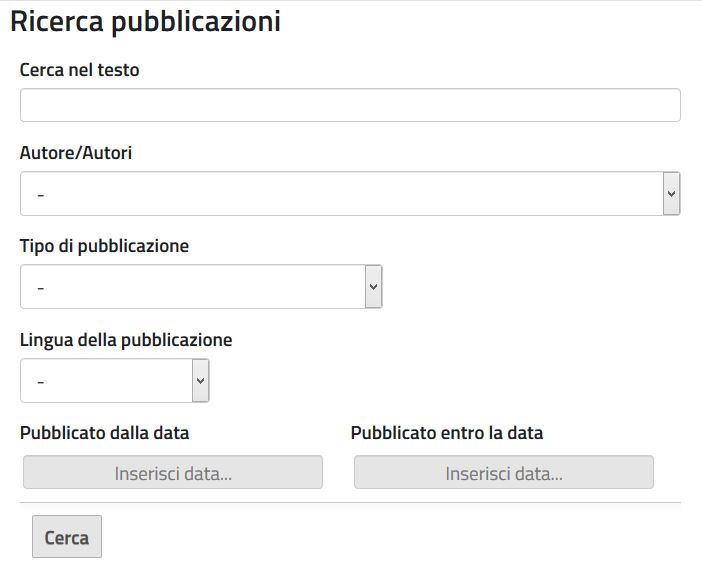 Ricerca pubblicazioni
Cerca nel testo
Autore/Autori
-
Tipo di pubblicazione
-
Lingua della pubblicazione
-
Pubblicato dalla data Pubblicato entro la data
Inserisci data... Inserisci data...
Cerca